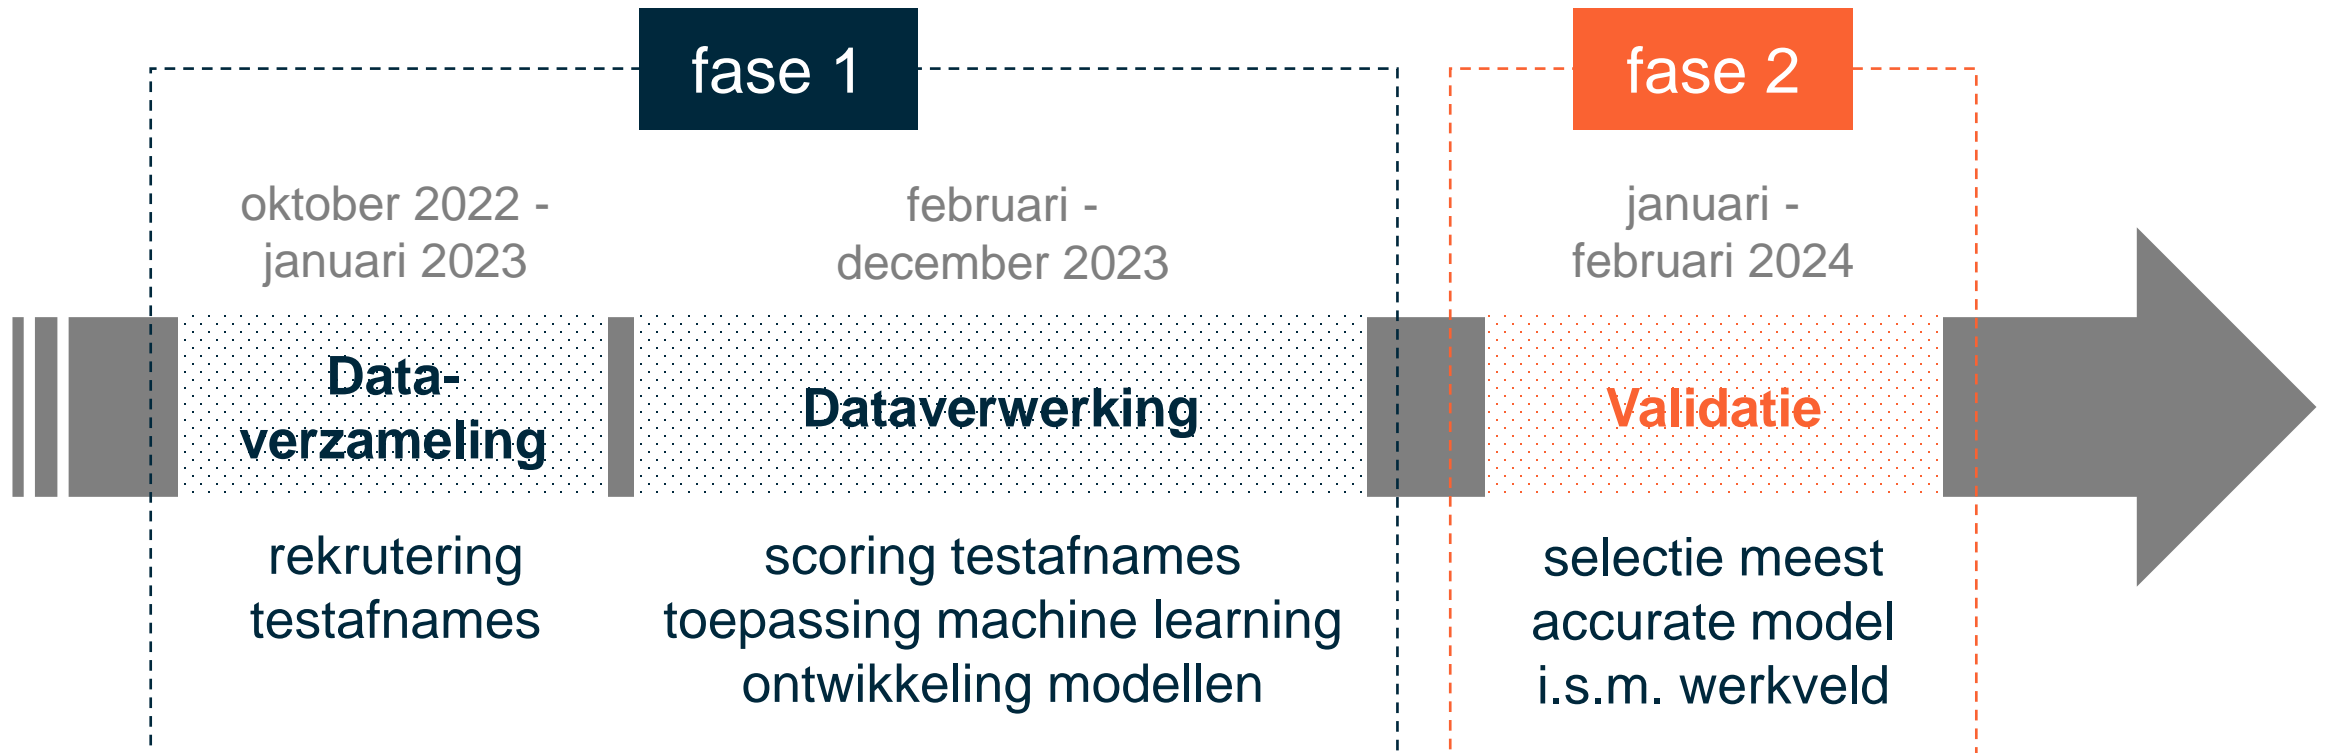 fase 1
fase 2
oktober 2022 -
januari 2023
februari -
december 2023
januari -
februari 2024
Data-
verzameling
Dataverwerking
Validatie
rekrutering
testafnames
scoring testafnames
toepassing machine learning
ontwikkeling modellen
selectie meest
accurate model
i.s.m. werkveld